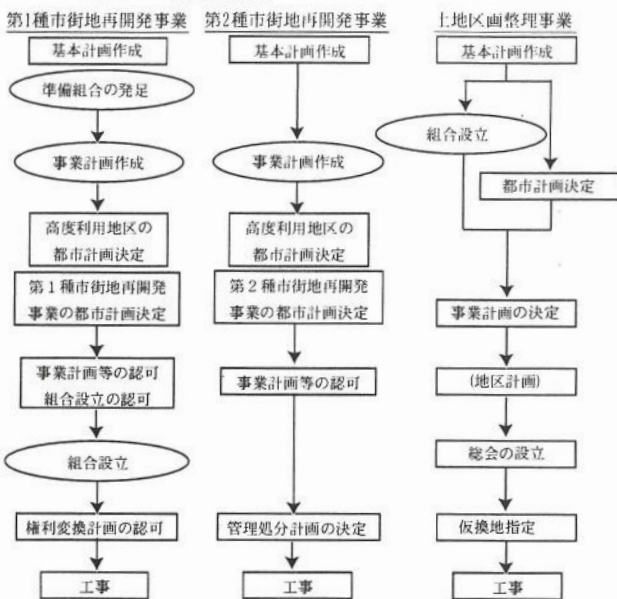 第1種市街地再開発事業
基本計画作成
準備組合の発足
事業計画作成
高度利用地区の
都市計画決定
第1種市街地再開発
事業の都市計画決定
事業計画等の認可
組合設立の認可
組合設立
権利変換計画の認可
工事
第2種市街地再開発事業
基本計画作成
事業計画作成
高度利用地区の
都市計画決定
第2種市街地再開発
事業の都市計画決定
事業計画等の認可
管理処分計画の決定
工事
土地区画整理事業
基本計画作成
組合設立
都市計画決定
事業計画の決定
(地区計画)
総会の設立
仮換地指定
工事